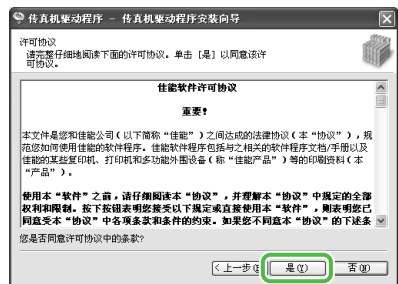 传真机驱动程序 - 传真机驱动程序安装向导
许可协议
请完整仔细地阅读下面的许可协议。单击 [是] 以同意该许
可协议。
佳能软件许可协议
重要!
本文件是您和佳能公司(以下简称“佳能”)之间达成的法律协议(本“协议”),规
范您如何使用佳能的软件程序。佳能软件程序包括与之相关的软件程序文档/手册以及
佳能的某些复印机、打印机和多功能外围设备(称“佳能产品”)等的印刷资料(本
“产品”)。
使用本“软件”之前,请仔细阅读本“协议”,并理解本“协议”中规定的全部
权利和限制。按下按钮表明您接受以下规定或直接使用本“软件”,则表明您已
同意受本“协议”中各项条款和条件的约束。如果您不同意本“协议”的下述条
您是否同意许可协议中的条款?
<上一步(B) 是(Y) 否(N)